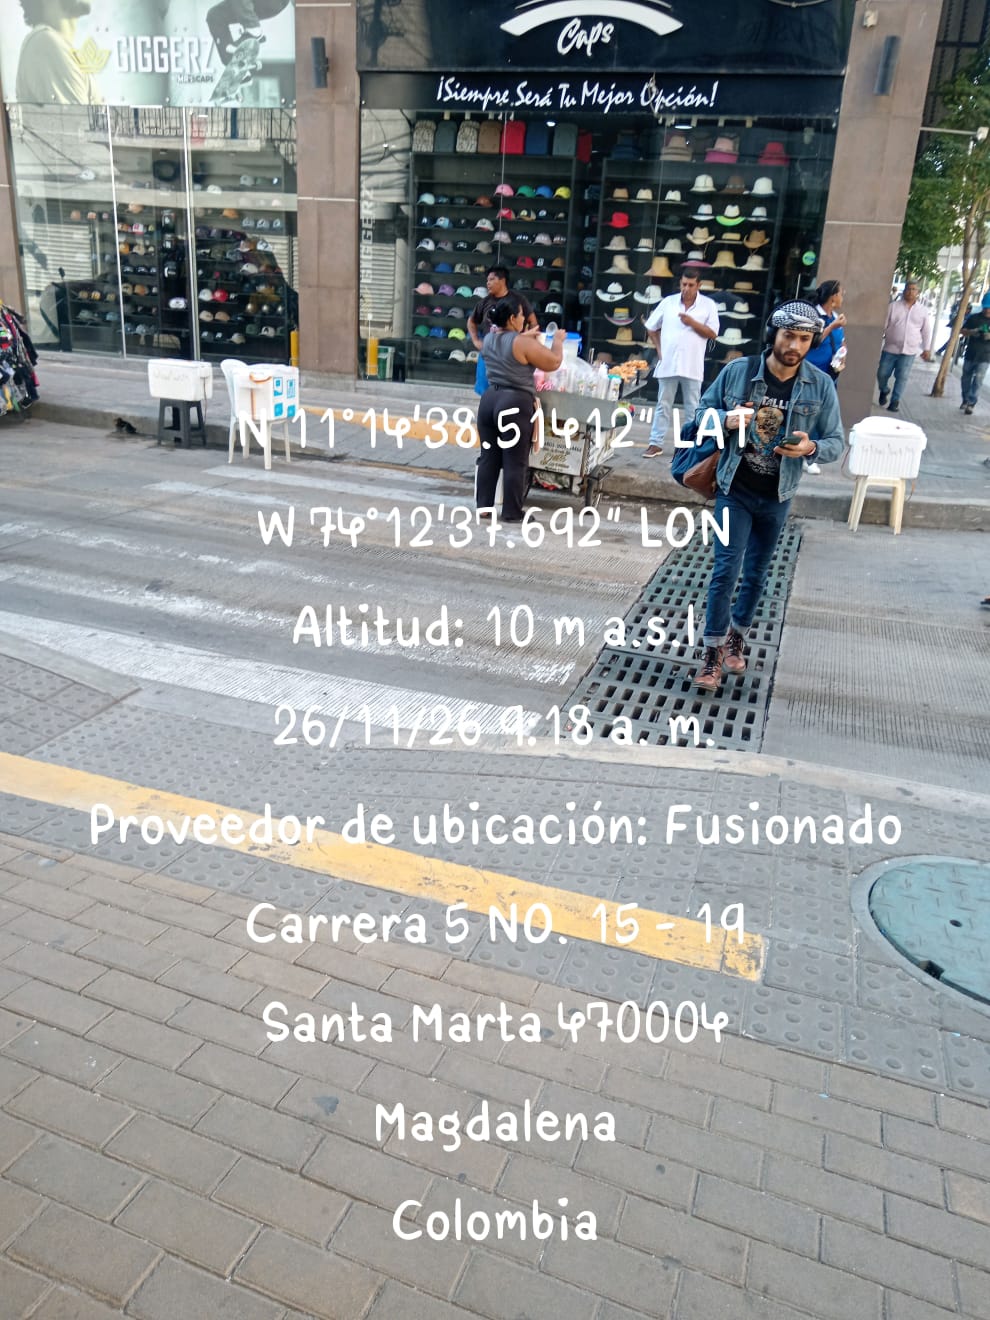 GIGGERZ
MR22CAPS
Caps
¡Siempre Será Tu Mejor Opción!
N 11°14'38.51412" LAT
W 74°12'37.692" LON
Altitud: 10 m a.s.l.
26/11/26 9:18 a. m.
Proveedor de ubicación: Fusionado
Carrera 5 NO. 15 - 19
Santa Marta 470004
Magdalena
Colombia